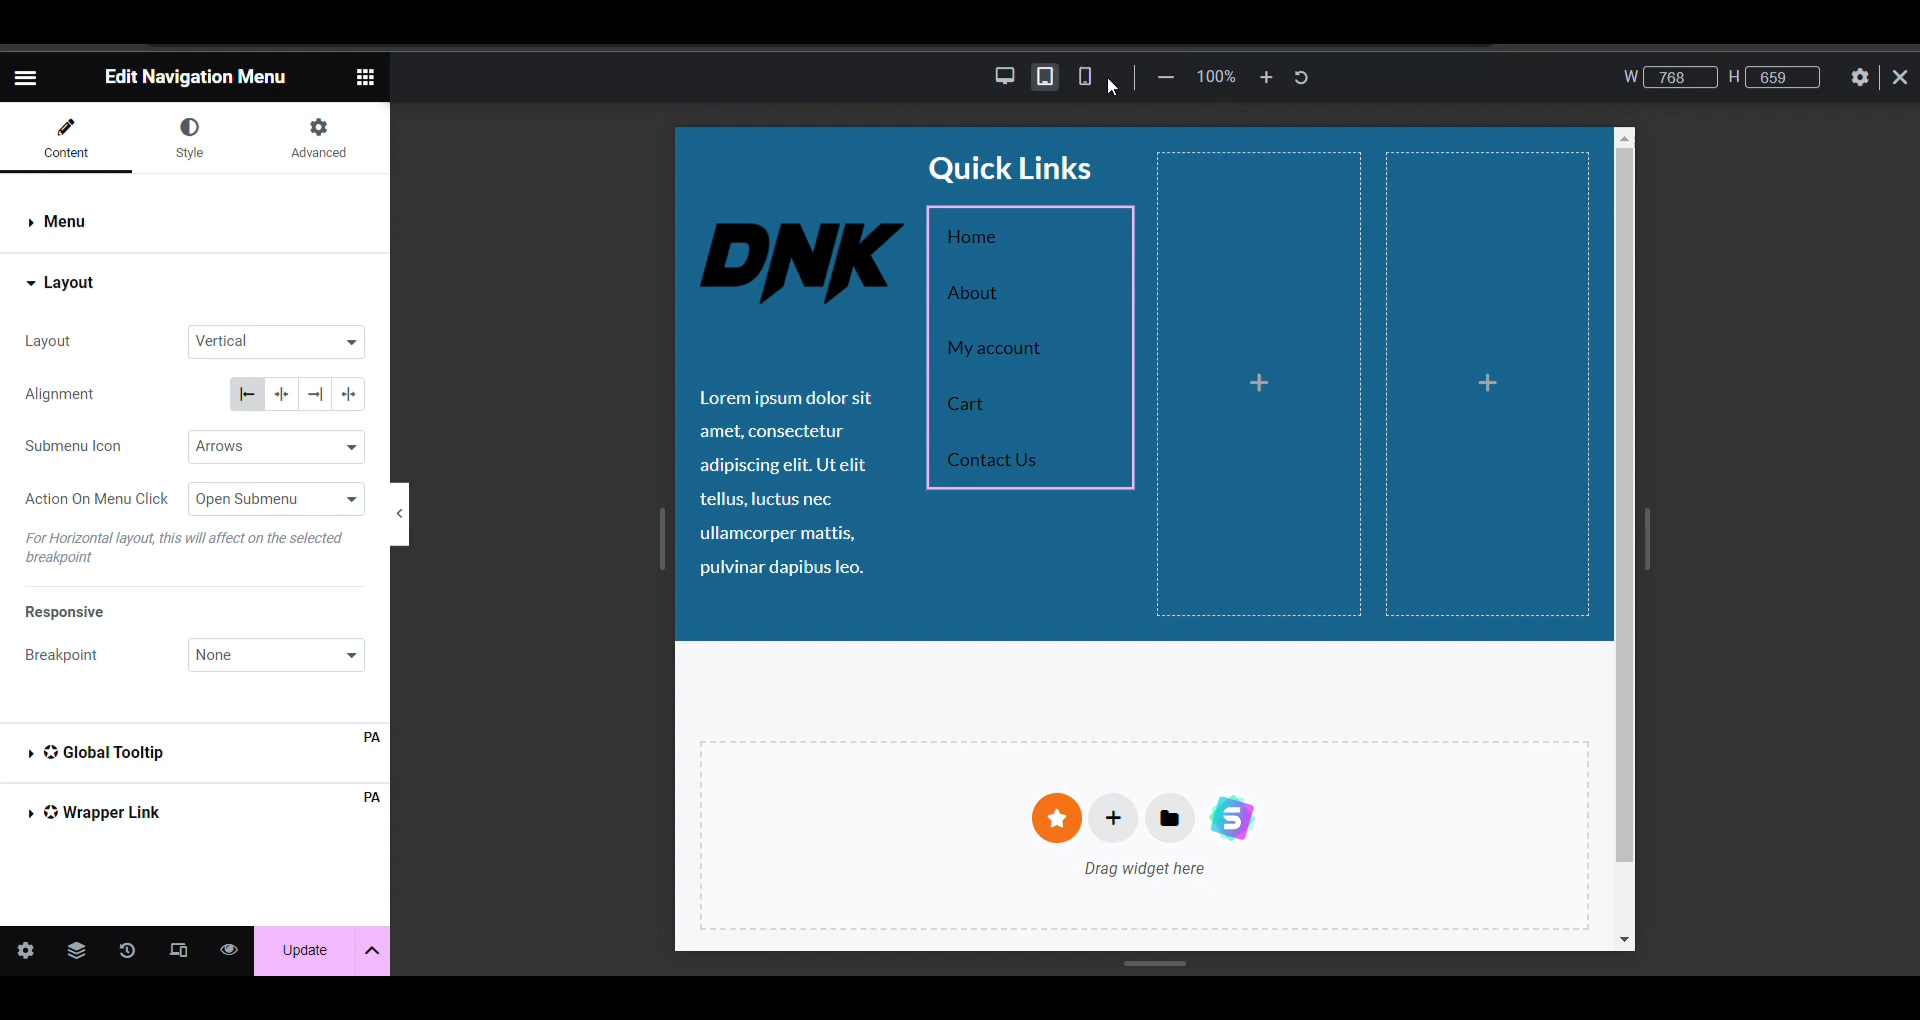 Edit Navigation Menu
100%
W 768 H 659
Content
Style
Advanced
Menu
Layout
Layout
Vertical
Alignment
Submenu Icon
Arrows
Action On Menu Click
Open Submenu
For Horizontal layout, this will affect on the selected
breakpoint
Responsive
Breakpoint
None
Global Tooltip
PA
Wrapper Link
PA
Update
DNK
Lorem ipsum dolor sit
amet, consectetur
adipiscing elit. Ut elit
tellus, luctus nec
ullamcorper mattis,
pulvinar dapibus leo.
Quick Links
Home
About
My account
Cart
Contact Us
S
Drag widget here